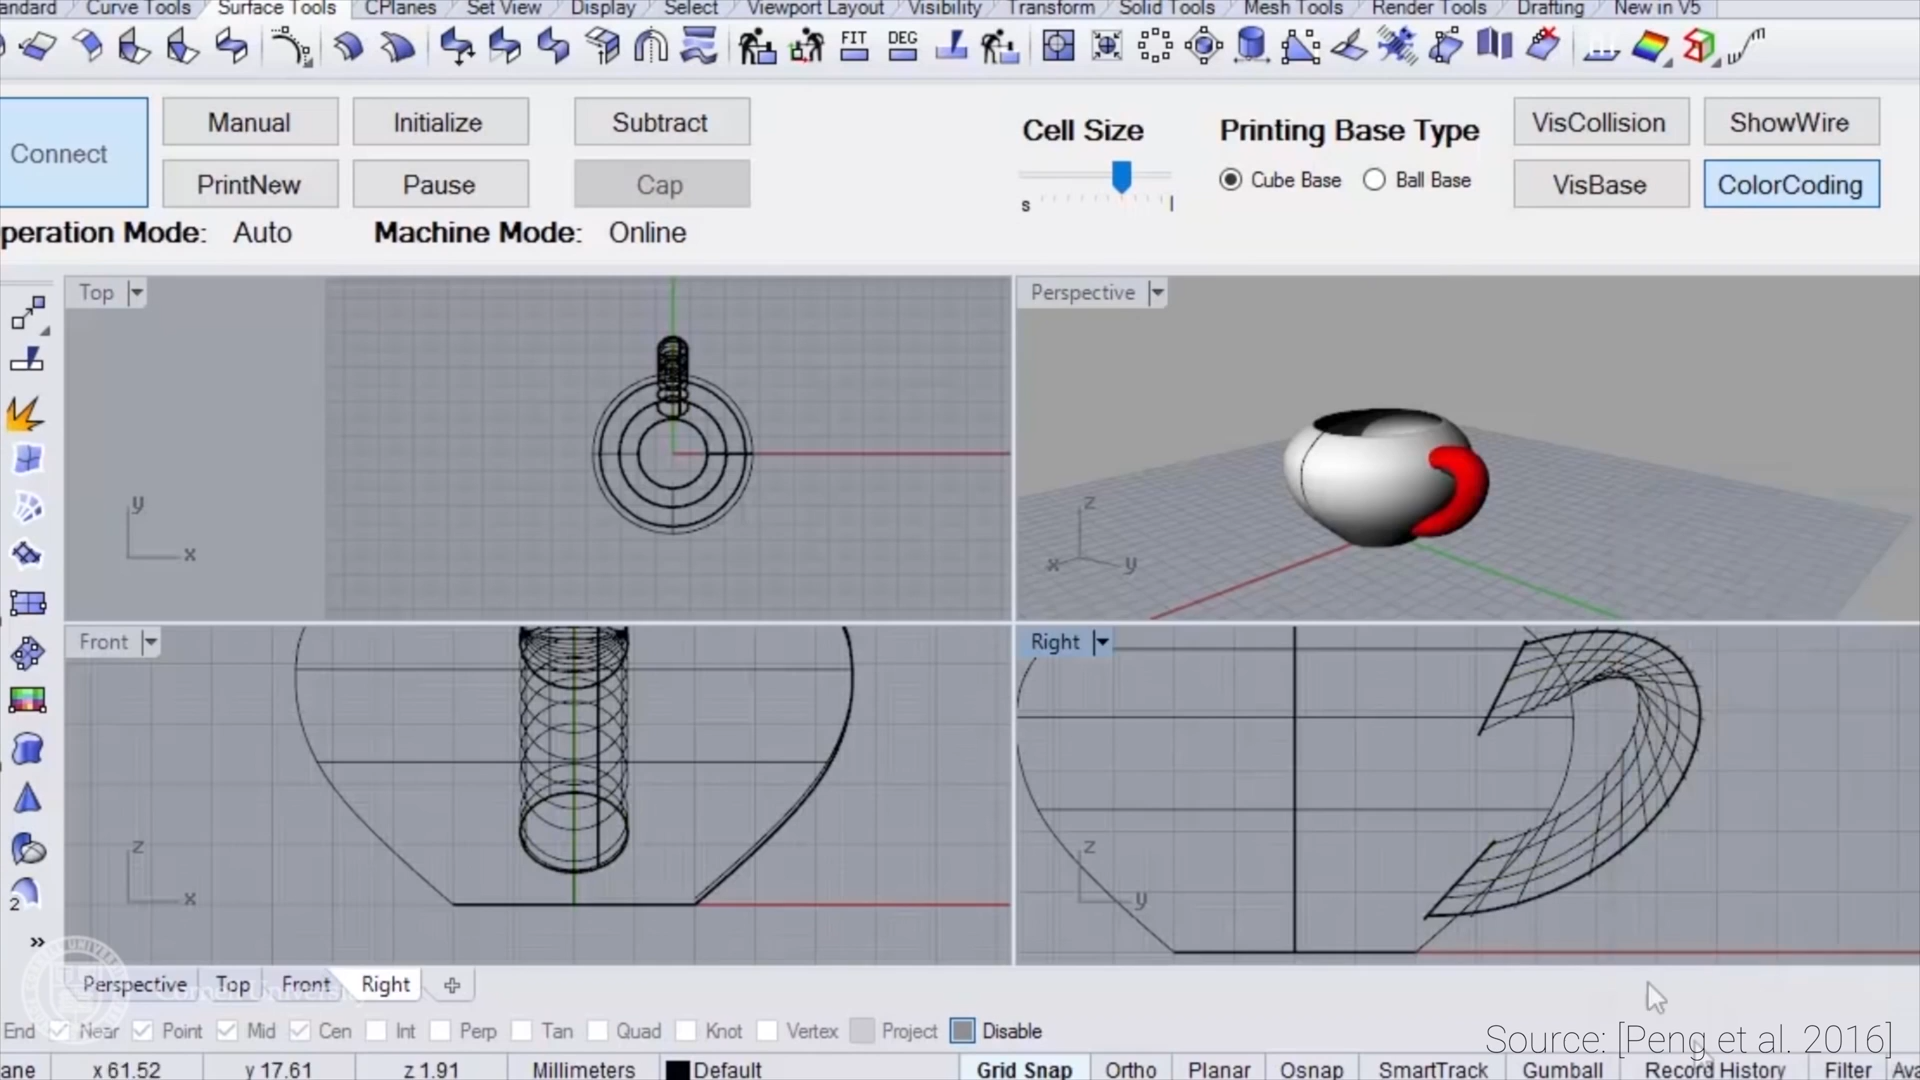 andard Curve Tools Surface Tools CPlanes Set View Display Select Viewport Layout Visibility Transform Solid Tools Mesh Tools Render Tools Drafting New in V5
FIT DEG
Connect Manual Initialize Subtract Cell Size Printing Base Type VisCollision ShowWire
PrintNew Pause Cap s l Cube Base Ball Base VisBase ColorCoding
peration Mode: Auto Machine Mode: Online
Top Perspective
y x
z x y
Front Right
z x
z y
2
»
Perspective Top Front Right
Cornell University
End Near Point Mid Cen Int Perp Tan Quad Knot Vertex Project Disable
Source: [Peng et al. 2016]
ane x 61.52 y 17.61 z 1.91 Millimeters Default Grid Snap Ortho Planar Osnap SmartTrack Gumball Record History Filter Ava